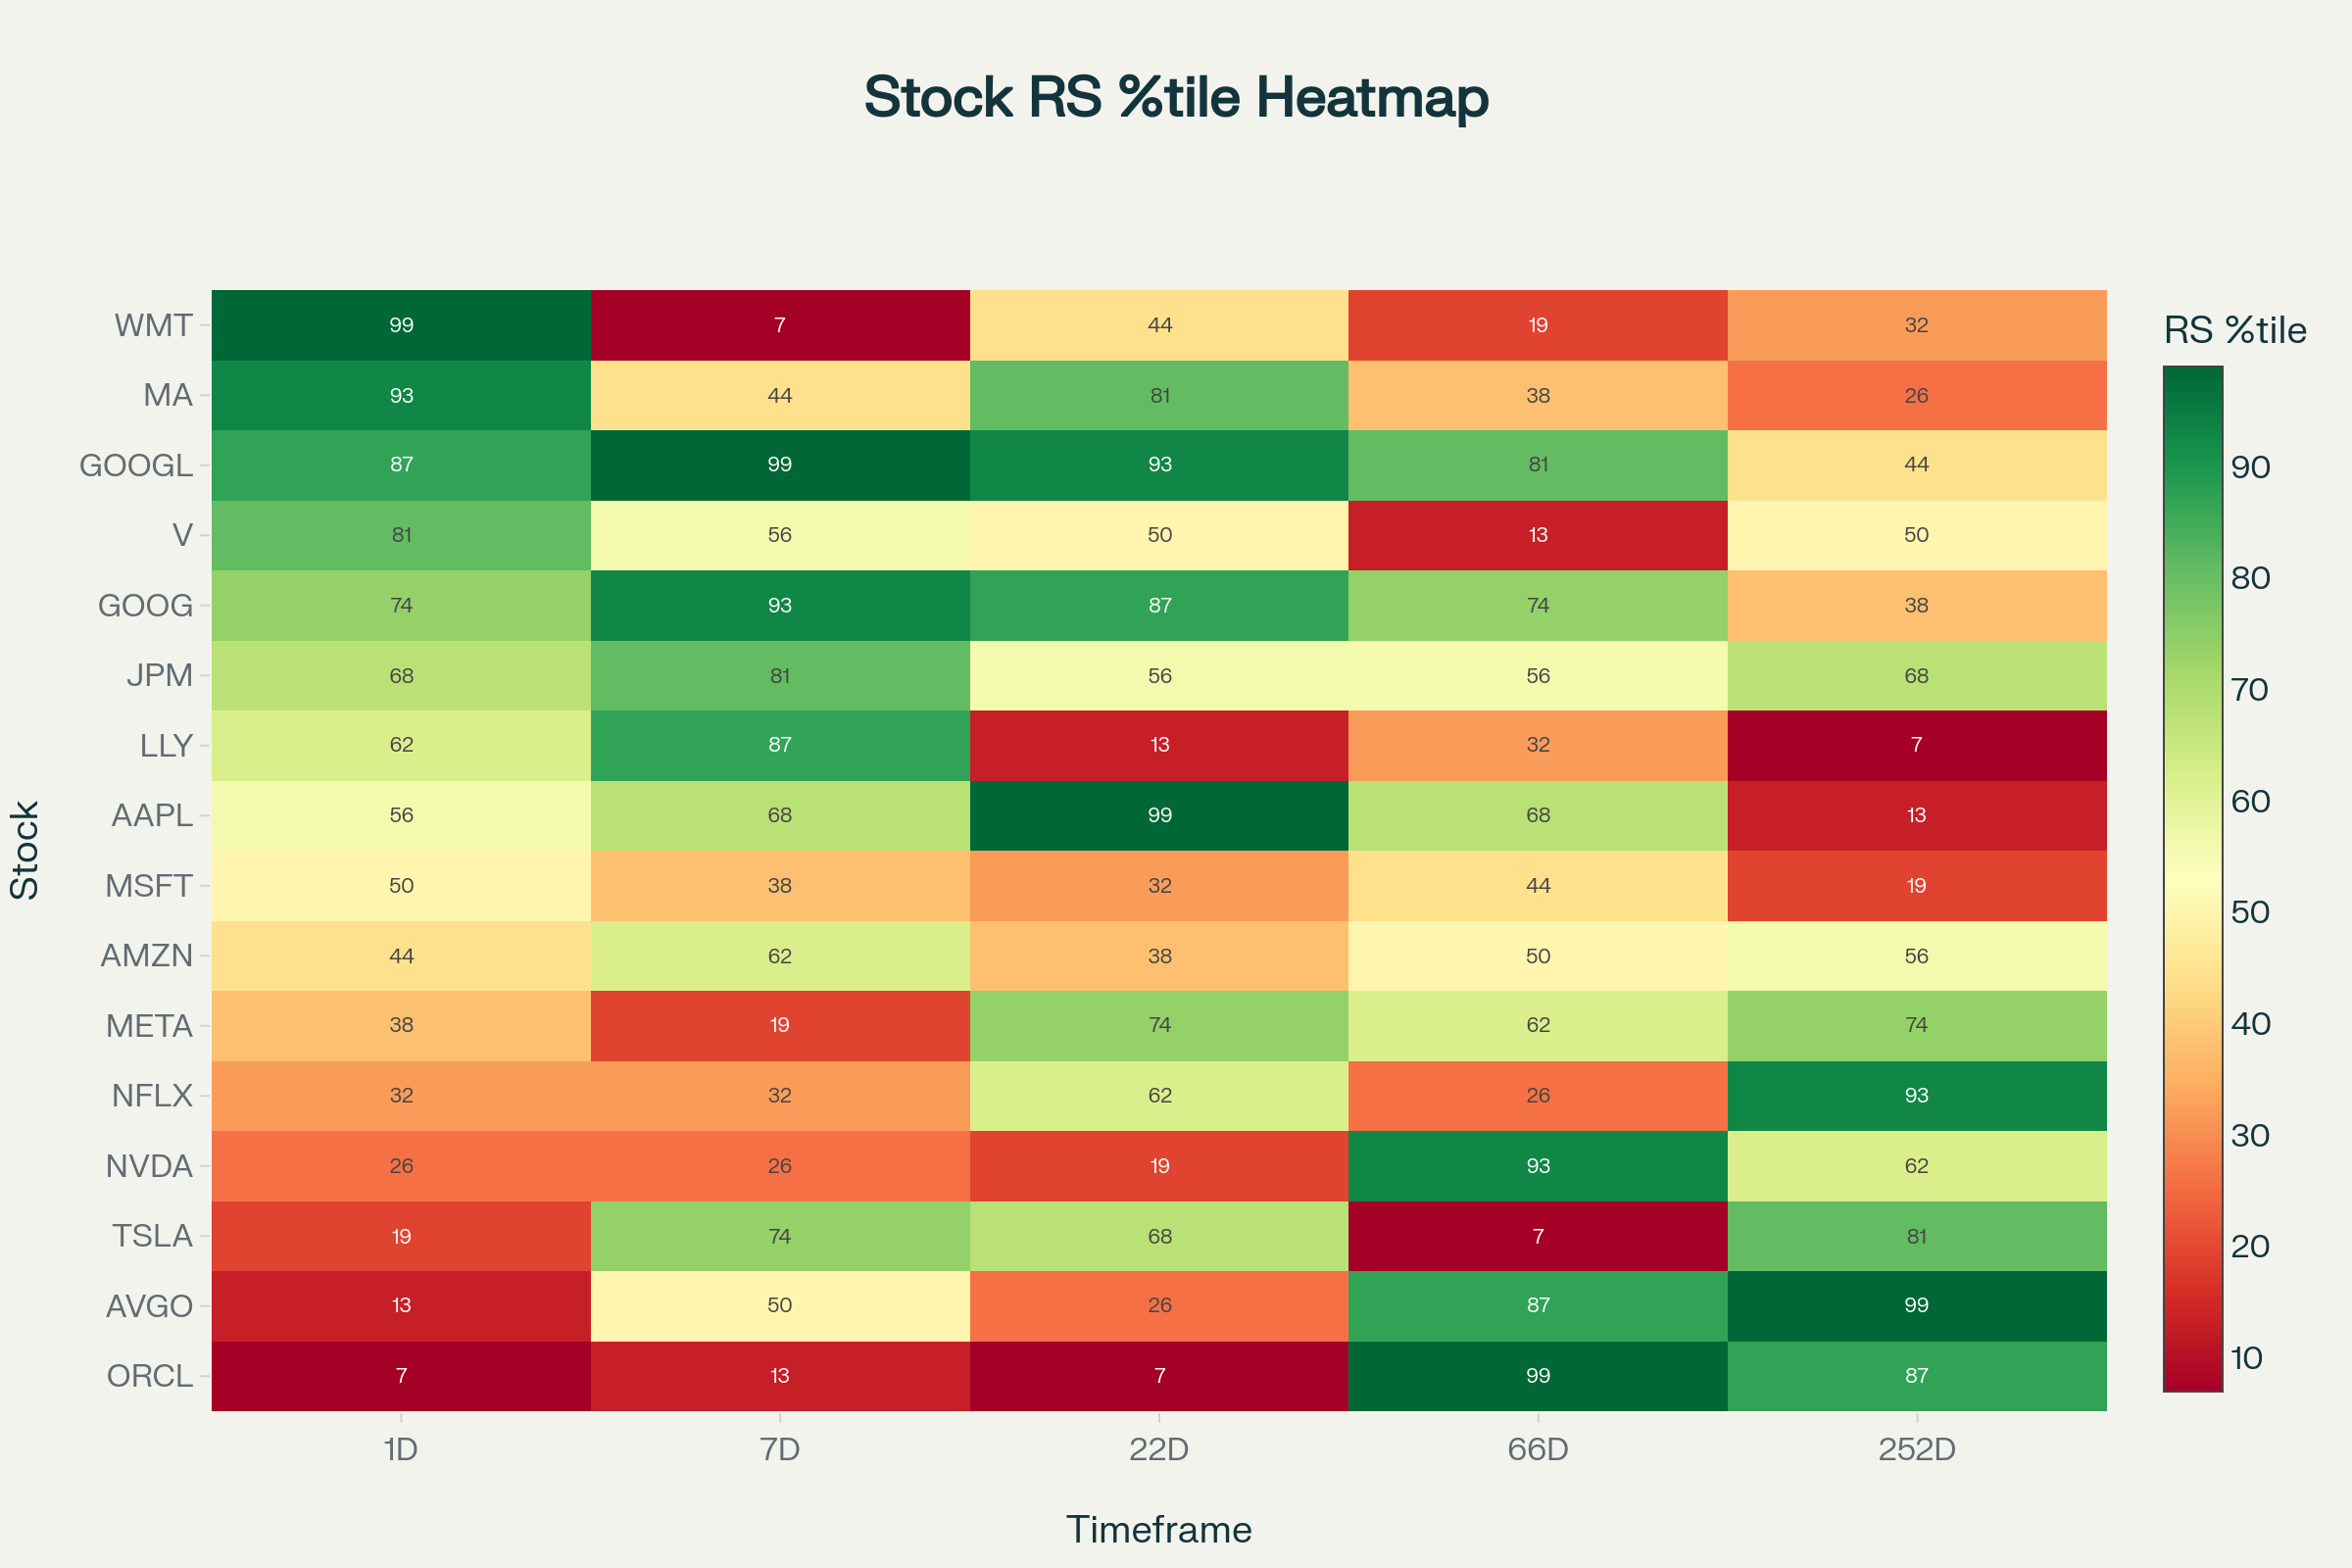 Stock RS %tile Heatmap
RS %tile
WMT 99 7 44 19 32
MA 93 44 81 38 26
GOOGL 87 99 93 81 44
V 81 56 50 13 50
GOOG 74 93 87 74 38
JPM 68 81 56 56 68
LLY 62 87 13 32 7
AAPL 56 68 99 68 13
MSFT 50 38 32 44 19
AMZN 44 62 38 50 56
META 38 19 74 62 74
NFLX 32 32 62 26 93
NVDA 26 26 19 93 62
TSLA 19 74 68 7 81
AVGO 13 50 26 87 99
ORCL 7 13 7 99 87
1D 7D 22D 66D 252D
Timeframe
Stock
90
80
70
60
50
40
30
20
10